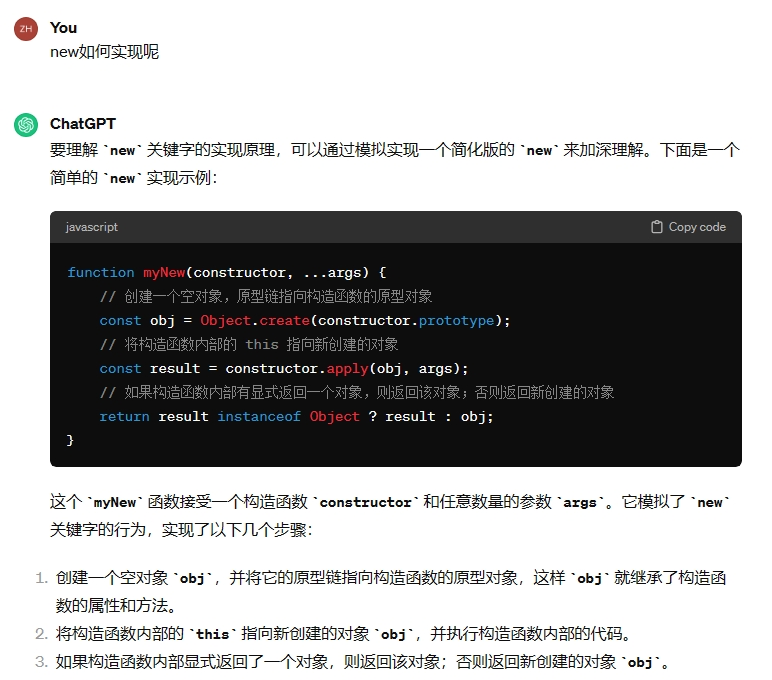 ZH
You
new如何实现呢
ChatGPT
要理解 `new` 关键字的实现原理，可以通过模拟实现一个简化版的 `new` 来加深理解。下面是一个
简单的 `new` 实现示例：
javascript
Copy code
function myNew(constructor, ...args) {
    // 创建一个空对象，原型链指向构造函数的原型对象
    const obj = Object.create(constructor.prototype);
    // 将构造函数内部的 this 指向新创建的对象
    const result = constructor.apply(obj, args);
    // 如果构造函数内部有显式返回一个对象，则返回该对象；否则返回新创建的对象
    return result instanceof Object ? result : obj;
}
这个 `myNew` 函数接受一个构造函数 `constructor` 和任意数量的参数 `args`。它模拟了 `new`
关键字的行为，实现了以下几个步骤：
1. 创建一个空对象 `obj`，并将它的原型链指向构造函数的原型对象，这样 `obj` 就继承了构造函
数的属性和方法。
2. 将构造函数内部的 `this` 指向新创建的对象 `obj`，并执行构造函数内部的代码。
3. 如果构造函数内部显式返回了一个对象，则返回该对象；否则返回新创建的对象 `obj`。